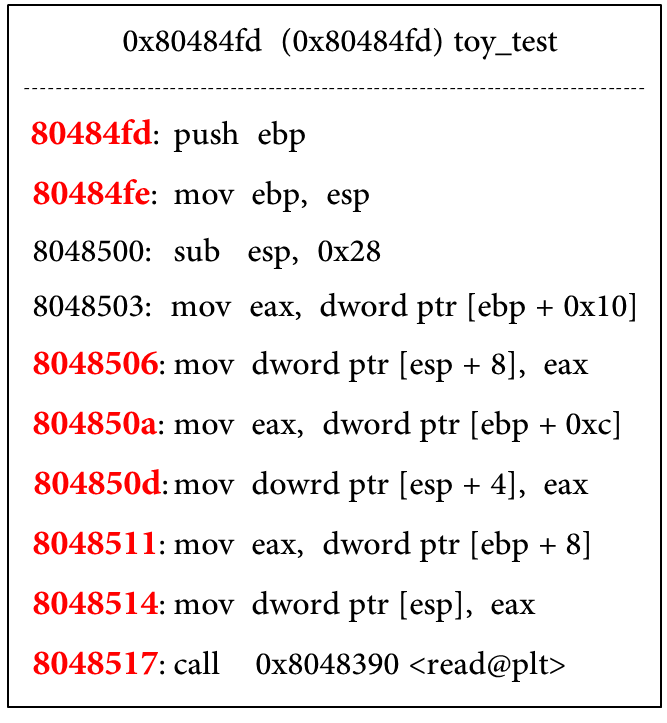 0x80484fd (0x80484fd) toy_test
80484fd: push ebp
80484fe: mov ebp, esp
8048500: sub esp, 0x28
8048503: mov eax, dword ptr [ebp + 0x10]
8048506: mov dword ptr [esp + 8], eax
804850a: mov eax, dword ptr [ebp + 0xc]
804850d: mov dowrd ptr [esp + 4], eax
8048511: mov eax, dword ptr [ebp + 8]
8048514: mov dword ptr [esp], eax
8048517: call 0x8048390 <read@plt>